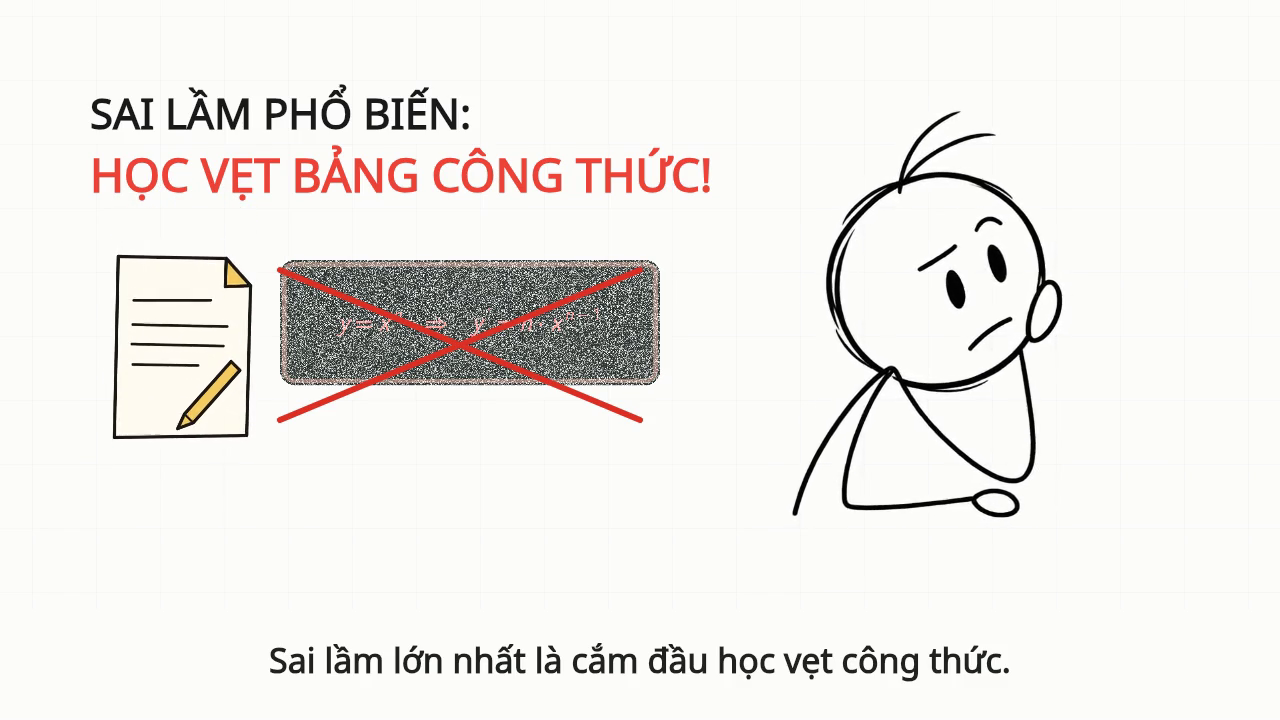 SAI LẦM PHỔ BIẾN:
HỌC VẸT BẢNG CÔNG THỨC!
Sai lầm lớn nhất là cắm đầu học vẹt công thức.